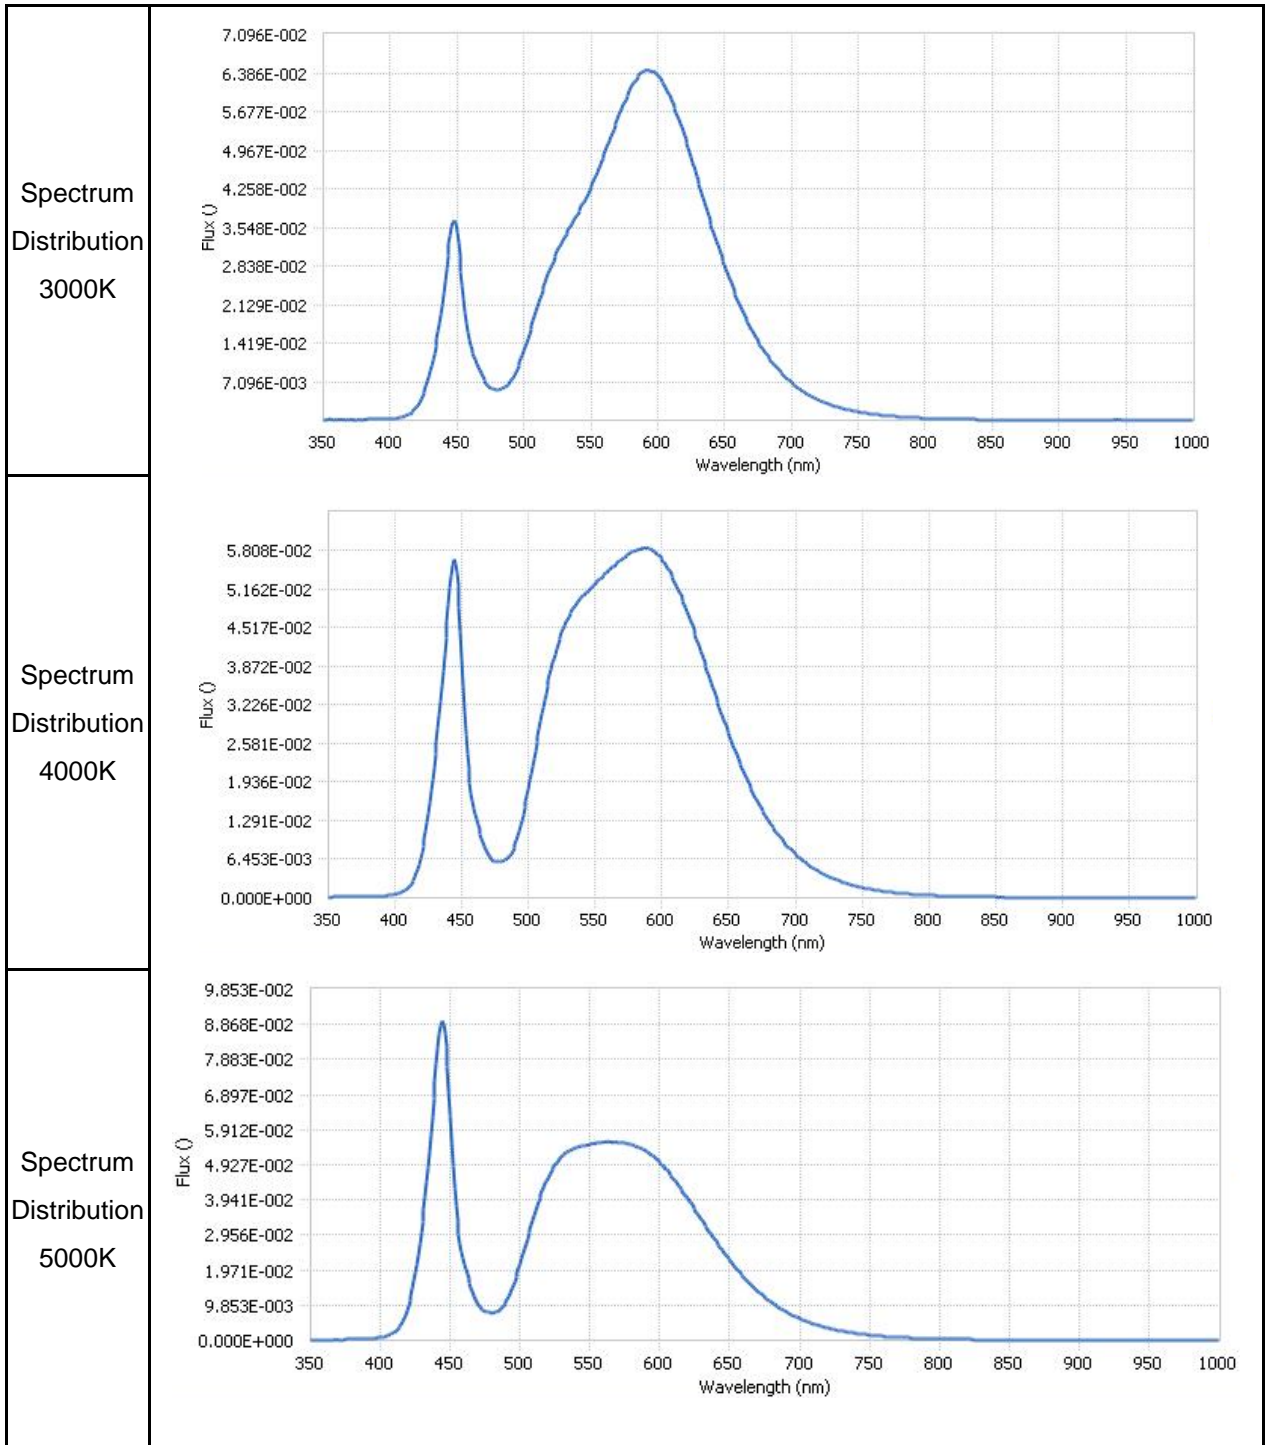 Spectrum
Distribution
3000K
7.096E-002
6.386E-002
5.677E-002
4.967E-002
4.258E-002
3.548E-002
2.838E-002
2.129E-002
1.419E-002
7.096E-003
Flux ()
350 400 450 500 550 600 650 700 750 800 850 900 950 1000
Wavelength (nm)
Spectrum
Distribution
4000K
5.808E-002
5.162E-002
4.517E-002
3.872E-002
3.226E-002
2.581E-002
1.936E-002
1.291E-002
6.453E-003
0.000E+000
Flux ()
350 400 450 500 550 600 650 700 750 800 850 900 950 1000
Wavelength (nm)
Spectrum
Distribution
5000K
9.853E-002
8.868E-002
7.883E-002
6.897E-002
5.912E-002
4.927E-002
3.941E-002
2.956E-002
1.971E-002
9.853E-003
0.000E+000
Flux ()
350 400 450 500 550 600 650 700 750 800 850 900 950 1000
Wavelength (nm)